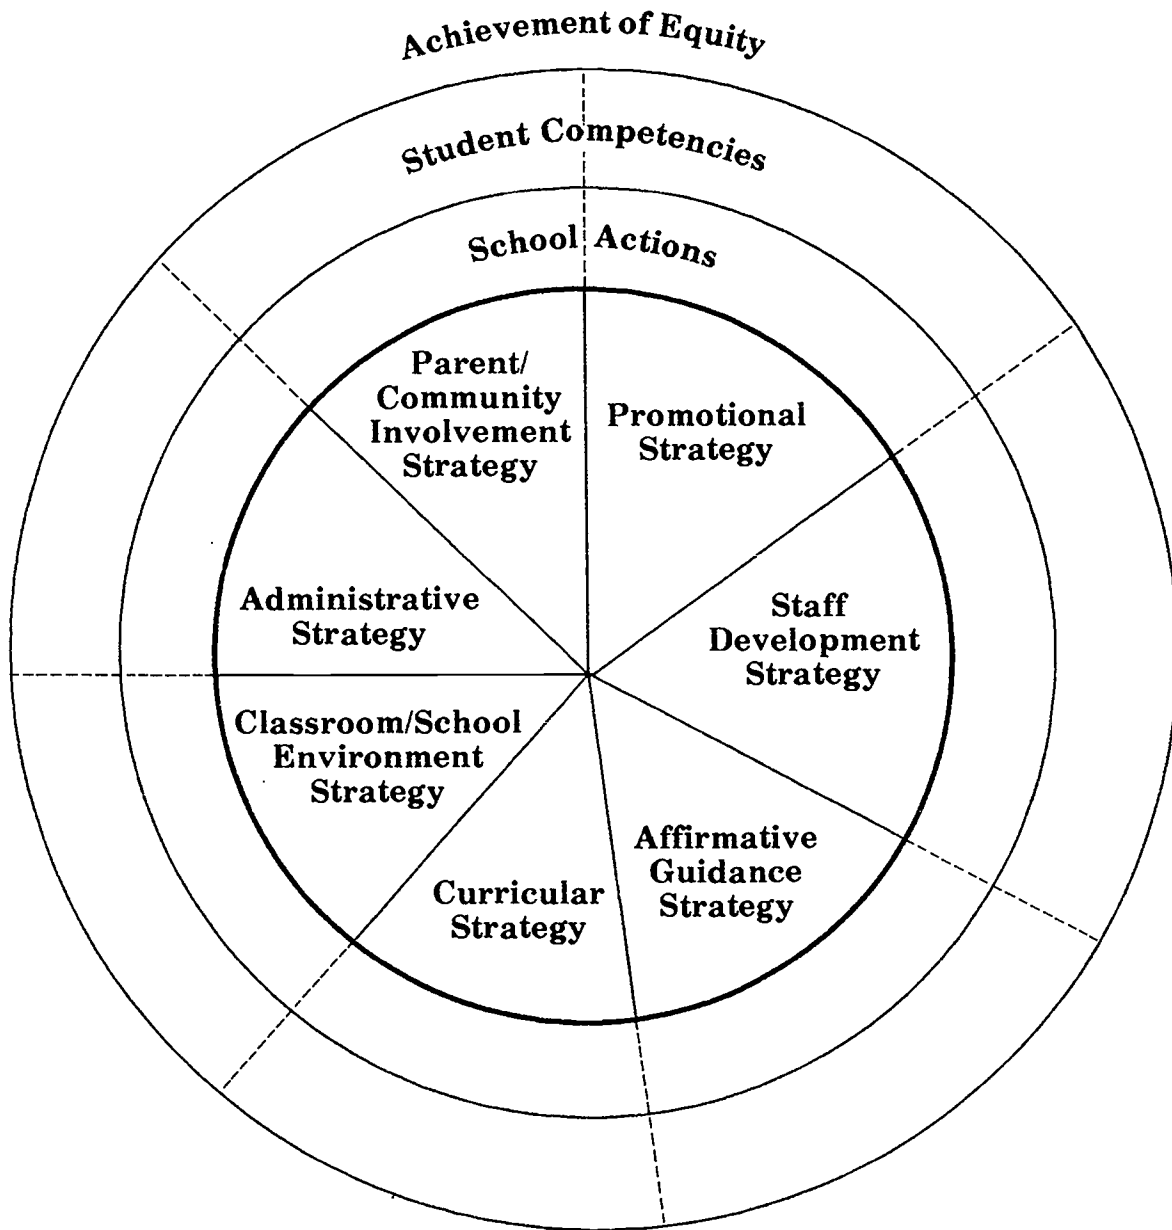 Achievement of Equity
Student Competencies
School Actions
Parent/
Community
Involvement
Strategy
Promotional
Strategy
Administrative
Strategy
Staff
Development
Strategy
Classroom/School
Environment
Strategy
Affirmative
Guidance
Strategy
Curricular
Strategy